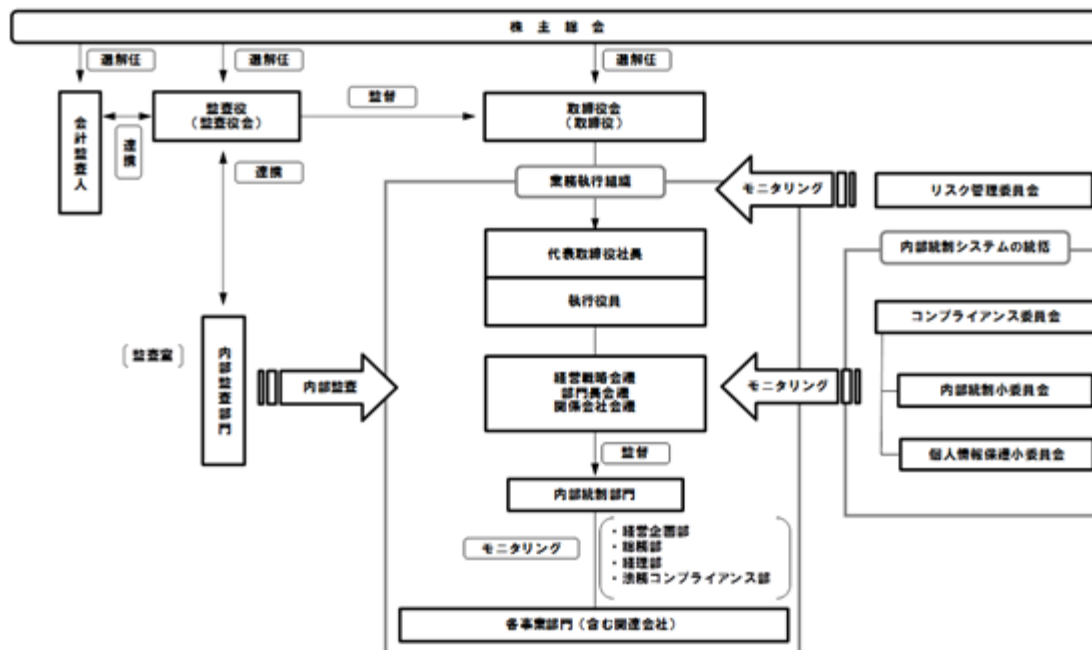 株主総会
選解任
選解任
選解任
会計監査人
連携
監査役
(監査役会)
監督
取締役会
(取締役)
連携
業務執行組織
モニタリング
リスク管理委員会
内部統制システムの統括
代表取締役社長
執行役員
コンプライアンス委員会
[監査室]
内部監査部門
内部監査
経営戦略会議
部門長会議
関係会社会議
モニタリング
内部統制小委員会
個人情報保護小委員会
監督
内部統制部門
モニタリング
・経営企画部
・総務部
・経理部
・法務コンプライアンス部
各事業部門(含む関連会社)